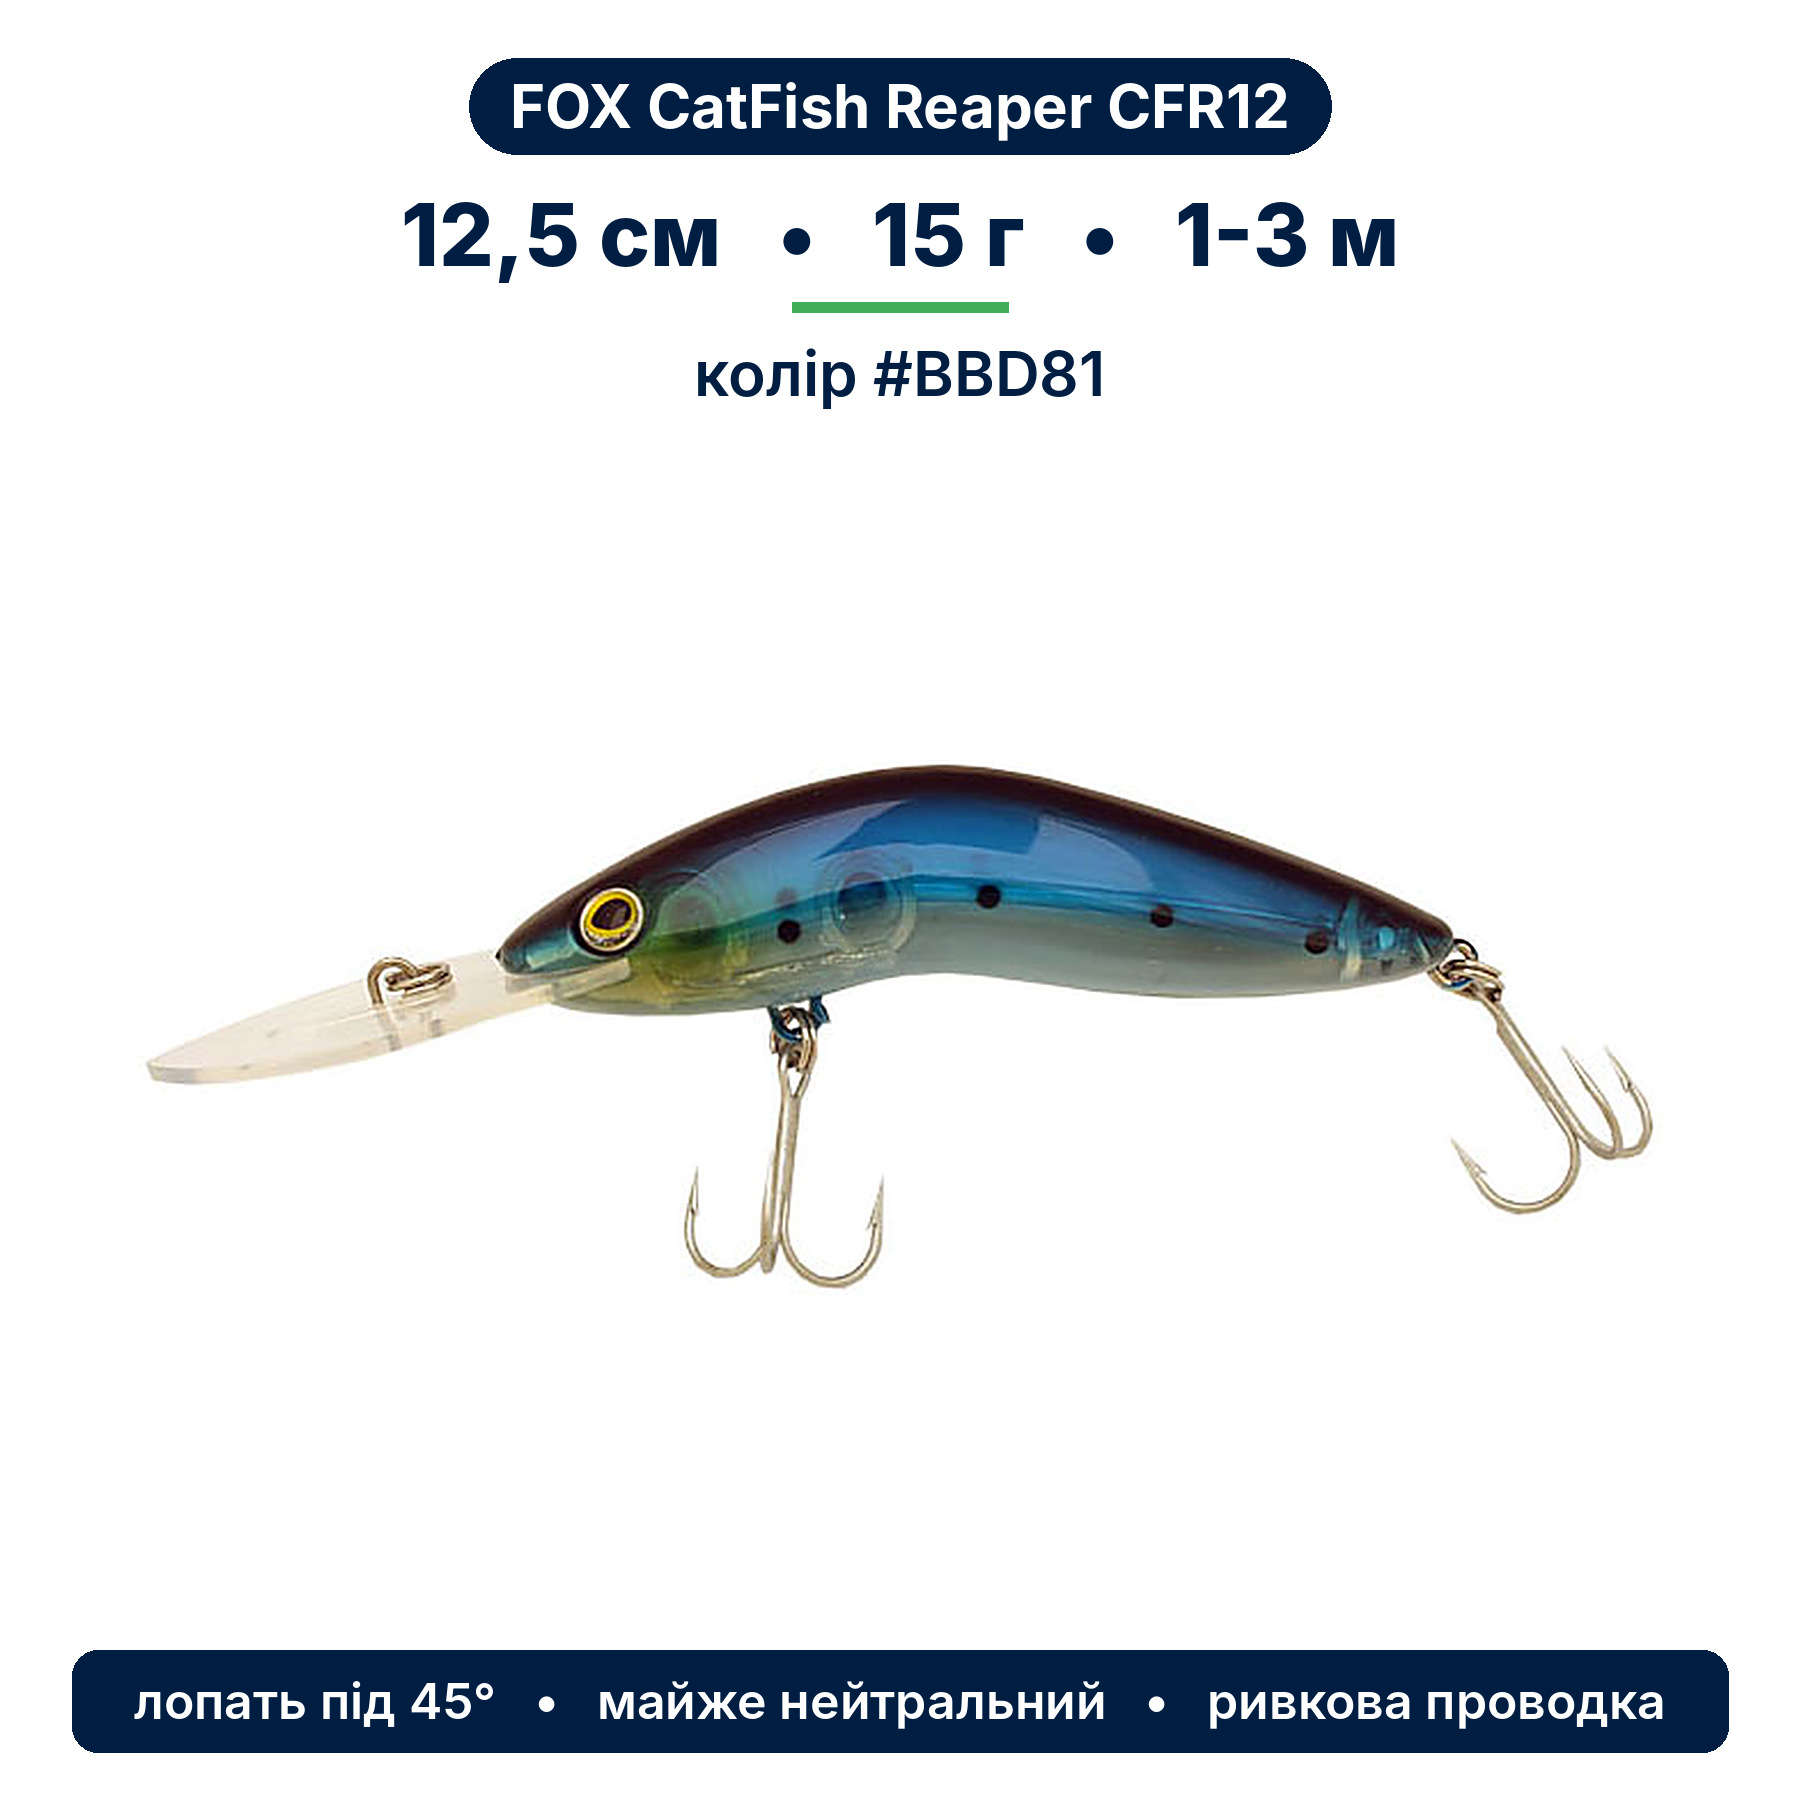 FOX CatFish Reaper CFR12
12,5 см • 15 г • 1-3 м
колір #BBD81
лопать під 45° • майже нейтральний • ривкова проводка